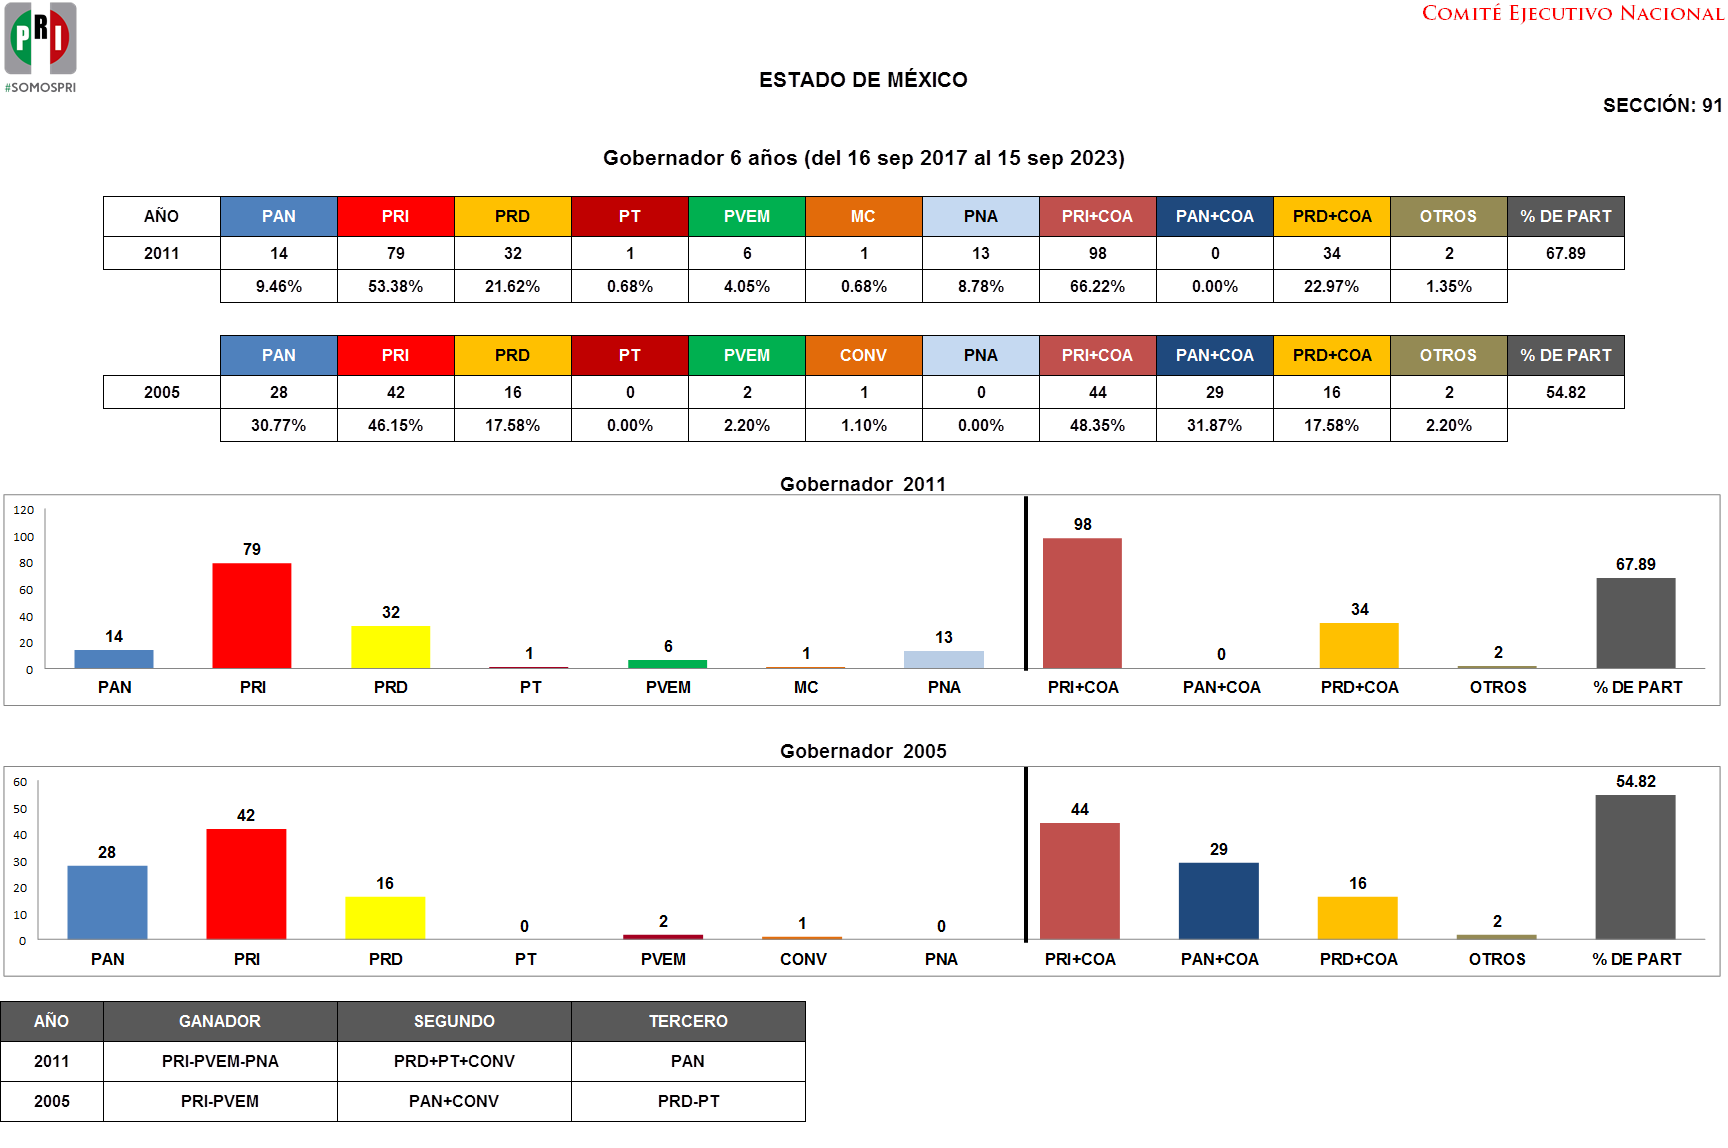 PRI
#SOMOSPRI
COMITÉ EJECUTIVO NACIONAL
ESTADO DE MÉXICO
SECCIÓN: 91
Gobernador 6 años (del 16 sep 2017 al 15 sep 2023)
AÑO PAN PRI PRD PT PVEM MC PNA PRI+COA PAN+COA PRD+COA OTROS % DE PART
2011 14 79 32 1 6 1 13 98 0 34 2 67.89
9.46% 53.38% 21.62% 0.68% 4.05% 0.68% 8.78% 66.22% 0.00% 22.97% 1.35%
PAN PRI PRD PT PVEM CONV PNA PRI+COA PAN+COA PRD+COA OTROS % DE PART
2005 28 42 16 0 2 1 0 44 29 16 2 54.82
30.77% 46.15% 17.58% 0.00% 2.20% 1.10% 0.00% 48.35% 31.87% 17.58% 2.20%
Gobernador 2011
120
100
80
60
40
20
0
14 79 32 1 6 1 13 98 0 34 2 67.89
PAN PRI PRD PT PVEM MC PNA PRI+COA PAN+COA PRD+COA OTROS % DE PART
Gobernador 2005
60
50
40
30
20
10
0
28 42 16 0 2 1 0 44 29 16 2 54.82
PAN PRI PRD PT PVEM CONV PNA PRI+COA PAN+COA PRD+COA OTROS % DE PART
AÑO GANADOR SEGUNDO TERCERO
2011 PRI-PVEM-PNA PRD+PT+CONV PAN
2005 PRI-PVEM PAN+CONV PRD-PT